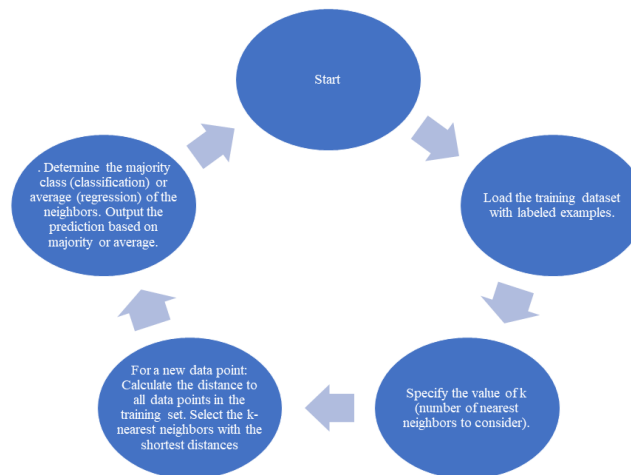 Start
Load the training dataset
with labeled examples.
Specify the value of k
(number of nearest
neighbors to consider).
For a new data point:
Calculate the distance to
all data points in the
training set. Select the k-
nearest neighbors with the
shortest distances
. Determine the majority
class (classification) or
average (regression) of the
neighbors. Output the
prediction based on
majority or average.